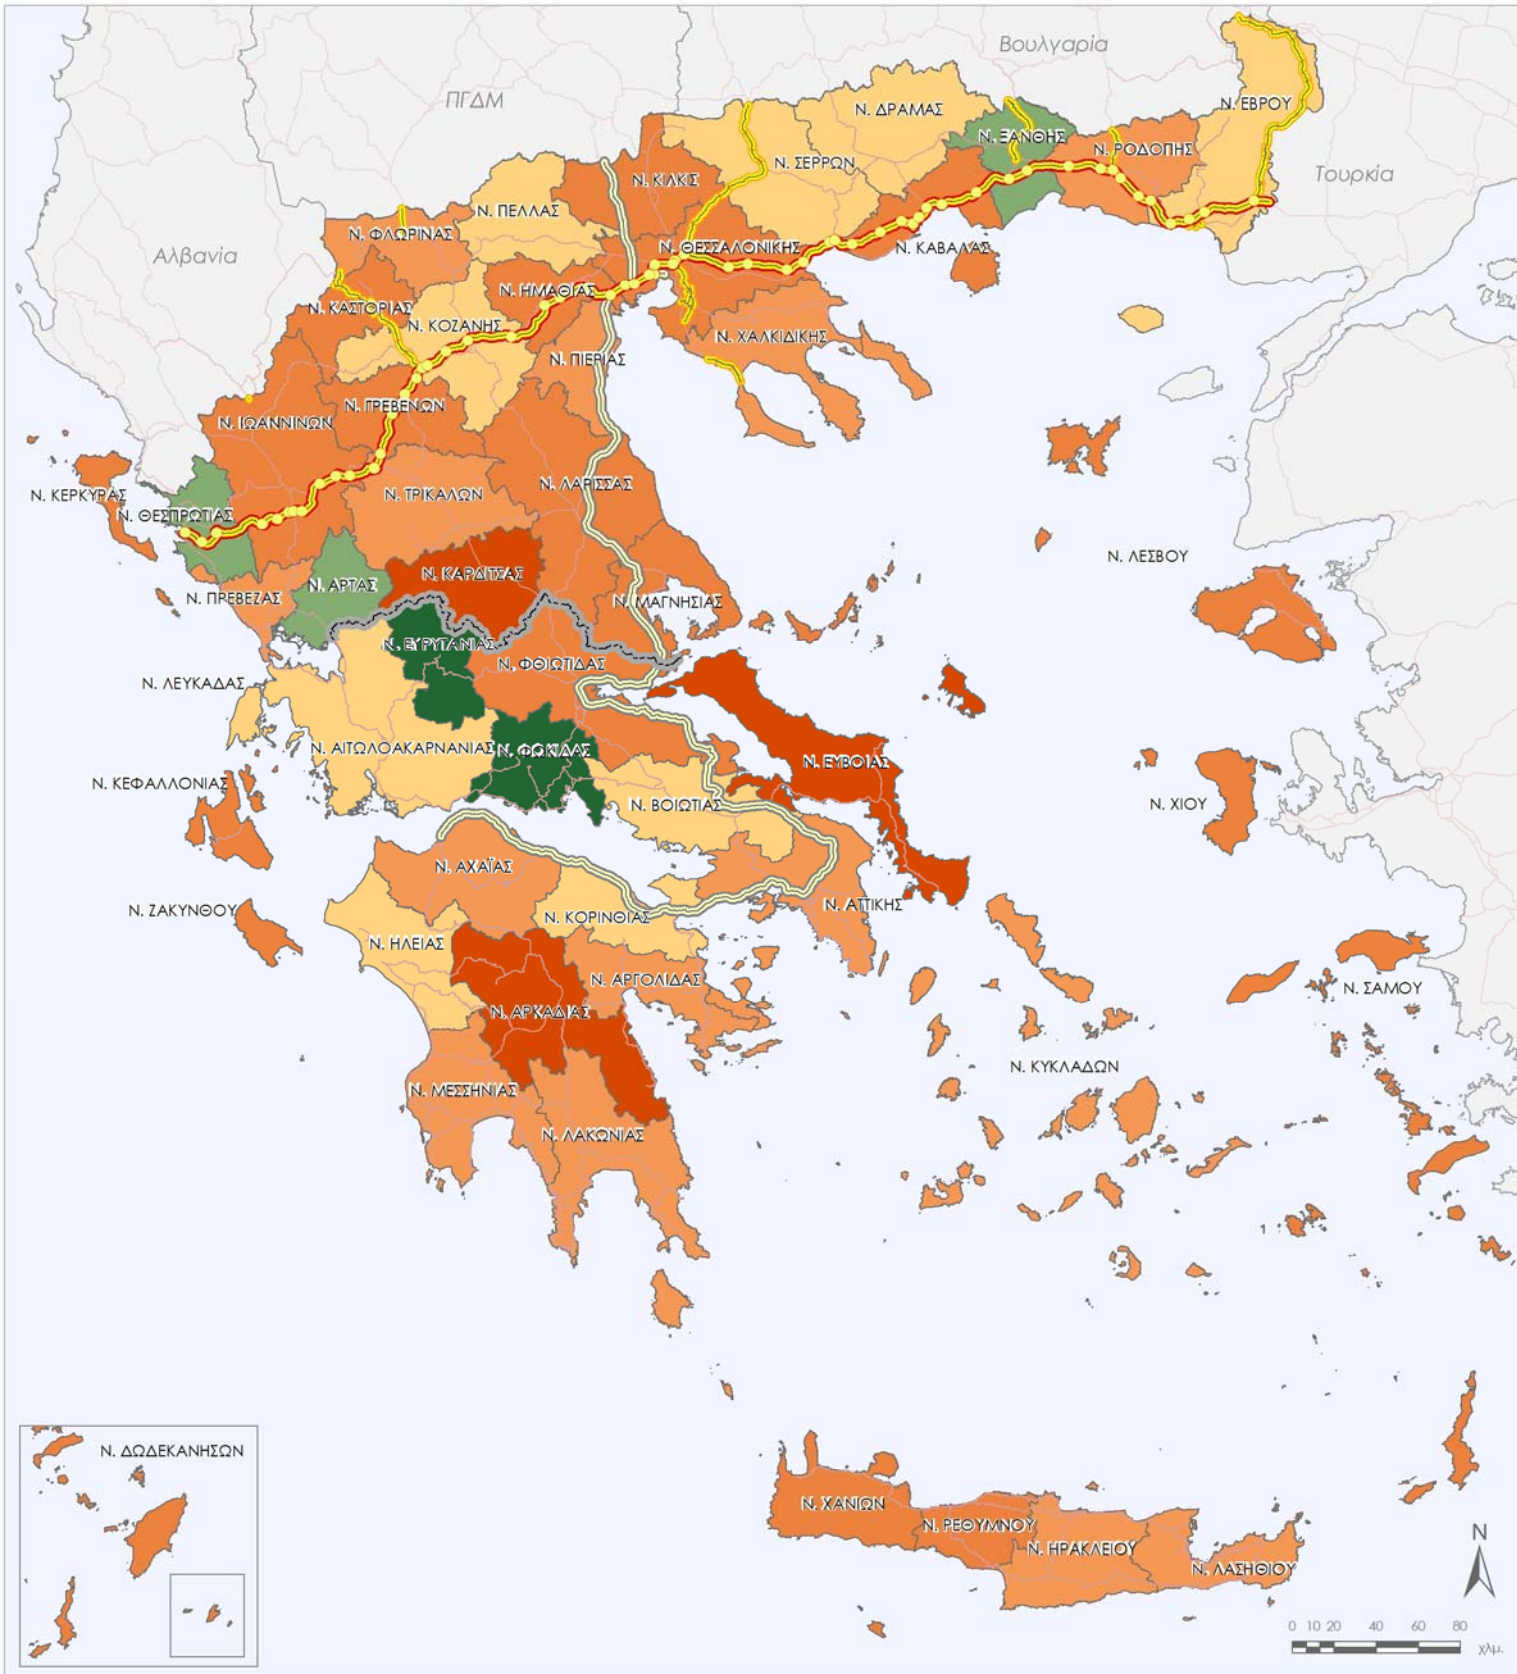 Βουλγαρία
ΠΓΔΜ
Ν. ΕΒΡΟΥ
Ν. ΔΡΑΜΑΣ
Ν. ΞΑΝΘΗΣ
Ν. ΡΟΔΟΠΗΣ
Ν. ΣΕΡΡΩΝ
Τουρκία
Ν. ΚΙΛΚΙΣ
Ν. ΠΕΛΛΑΣ
Ν. ΦΛΩΡΙΝΑΣ
Ν. ΘΕΣΣΑΛΟΝΙΚΗΣ
Ν. ΚΑΒΑΛΑΣ
Αλβανία
Ν. ΗΜΑΘΙΑΣ
Ν. ΚΑΣΤΟΡΙΑΣ
Ν. ΚΟΖΑΝΗΣ
Ν. ΧΑΛΚΙΔΙΚΗΣ
Ν. ΠΙΕΡΙΑΣ
Ν. ΓΡΕΒΕΝΩΝ
Ν. ΙΩΑΝΝΙΝΩΝ
Ν. ΛΑΡΙΣΣΑΣ
Ν. ΚΕΡΚΥΡΑΣ
Ν. ΤΡΙΚΑΛΩΝ
Ν. ΘΕΣΠΡΩΤΙΑΣ
Ν. ΛΕΣΒΟΥ
Ν. ΚΑΡΔΙΤΣΑΣ
Ν. ΑΡΤΑΣ
Ν. ΠΡΕΒΕΖΑΣ
Ν. ΜΑΓΝΗΣΙΑΣ
Ν. ΕΥΡΥΤΑΝΙΑΣ
Ν. ΦΘΙΩΤΙΔΑΣ
Ν. ΛΕΥΚΑΔΑΣ
Ν. ΑΙΤΩΛΟΑΚΑΡΝΑΝΙΑΣ
Ν. ΦΩΚΙΔΑΣ
Ν. ΕΥΒΟΙΑΣ
Ν. ΚΕΦΑΛΛΟΝΙΑΣ
Ν. ΒΟΙΩΤΙΑΣ
Ν. ΧΙΟΥ
Ν. ΑΧΑΪΑΣ
Ν. ΖΑΚΥΝΘΟΥ
Ν. ΑΤΤΙΚΗΣ
Ν. ΚΟΡΙΝΘΙΑΣ
Ν. ΗΛΕΙΑΣ
Ν. ΑΡΓΟΛΙΔΑΣ
Ν. ΣΑΜΟΥ
Ν. ΑΡΚΑΔΙΑΣ
Ν. ΚΥΚΛΑΔΩΝ
Ν. ΜΕΣΣΗΝΙΑΣ
Ν. ΛΑΚΩΝΙΑΣ
Ν. ΔΩΔΕΚΑΝΗΣΩΝ
Ν. ΧΑΝΙΩΝ
Ν. ΡΕΘΥΜΝΟΥ
Ν. ΗΡΑΚΛΕΙΟΥ
Ν. ΛΑΣΗΘΙΟΥ
N
0 10 20 40 60 80
χλμ.